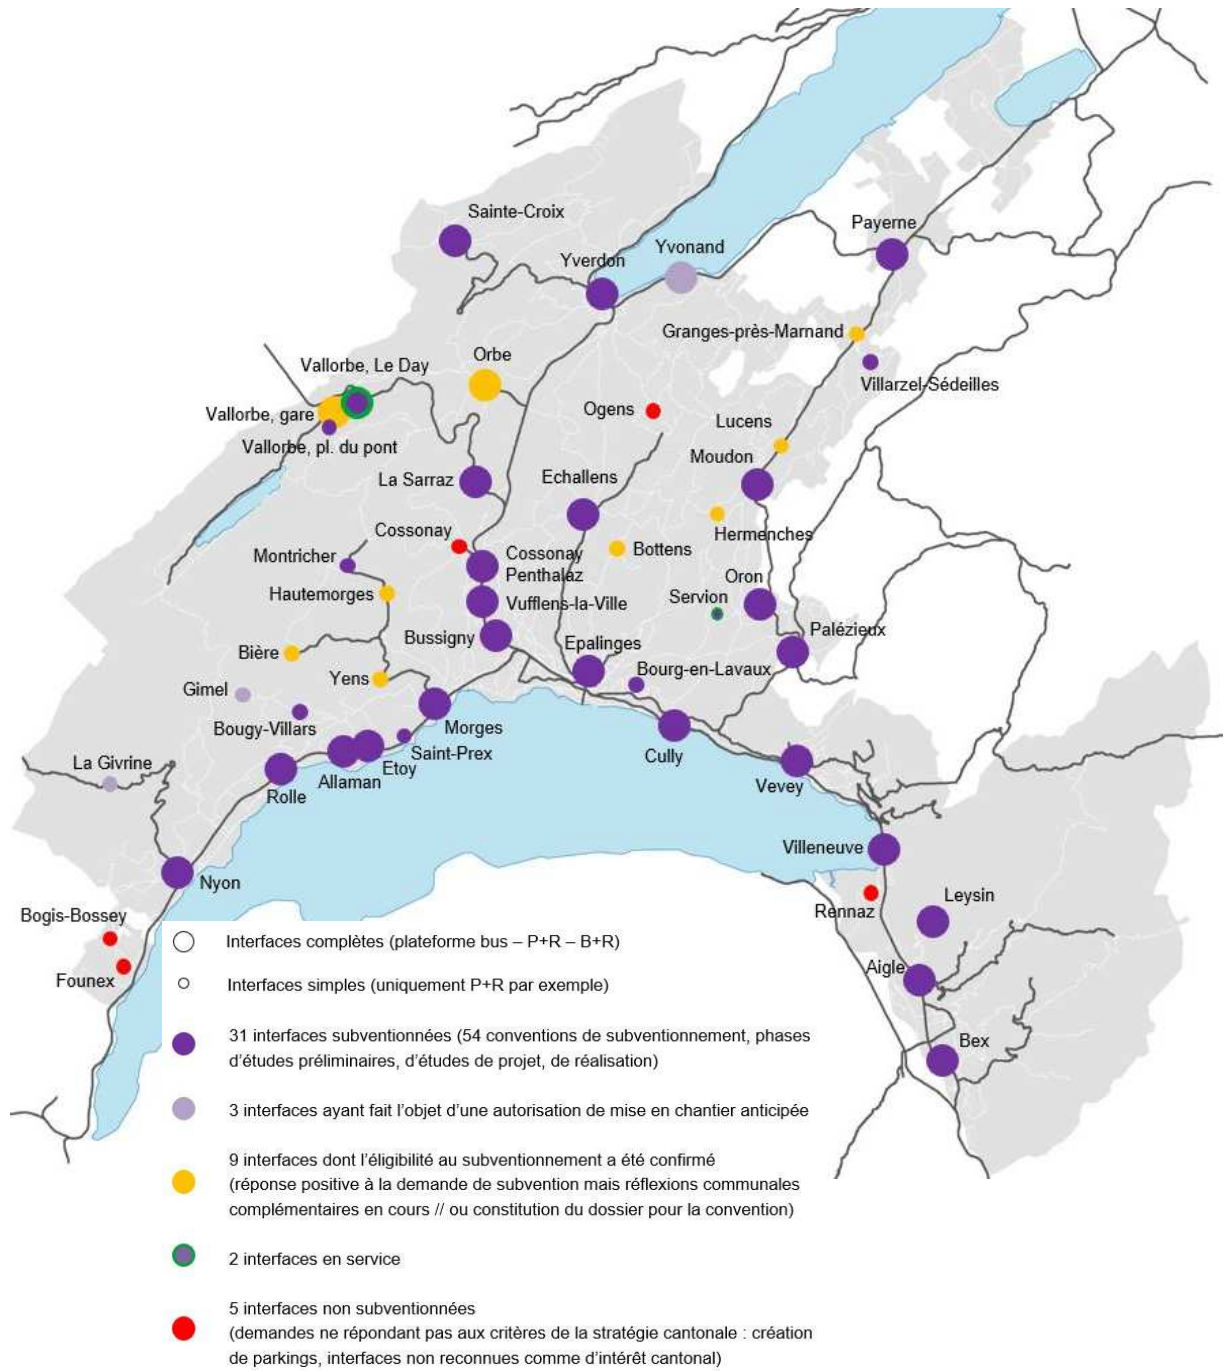 Sainte-Croix
Payerne
Yvonand
Yverdon
Granges-près-Marnand
Orbe
Vallorbe, Le Day
Villarzel-Sédeilles
Vallorbe, gare
Ogens
Lucens
Vallorbe, pl. du pont
Moudon
La Sarraz
Echallens
Cossonay
Hermenches
Montricher
Cossonay
Penthalaz
Bottens
Oron
Hautemorges
Vufflens-la-Ville
Servion
Palézieux
Bussigny
Epalinges
Bière
Bourg-en-Lavaux
Yens
Gimel
Bougy-Villars
Morges
Saint-Prex
Cully
La Givrine
Etoy
Allaman
Vevey
Rolle
Villeneuve
Nyon
Leysin
Rennaz
Bogis-Bossey
Founex
Aigle
Bex
Interfaces complètes (plateforme bus – P+R – B+R)
Interfaces simples (uniquement P+R par exemple)
31 interfaces subventionnées (54 conventions de subventionnement, phases
d’études préliminaires, d’études de projet, de réalisation)
3 interfaces ayant fait l’objet d’une autorisation de mise en chantier anticipée
9 interfaces dont l’éligibilité au subventionnement a été confirmé
(réponse positive à la demande de subvention mais réflexions communales
complémentaires en cours // ou constitution du dossier pour la convention)
2 interfaces en service
5 interfaces non subventionnées
(demandes ne répondant pas aux critères de la stratégie cantonale : création
de parkings, interfaces non reconnues comme d’intérêt cantonal)